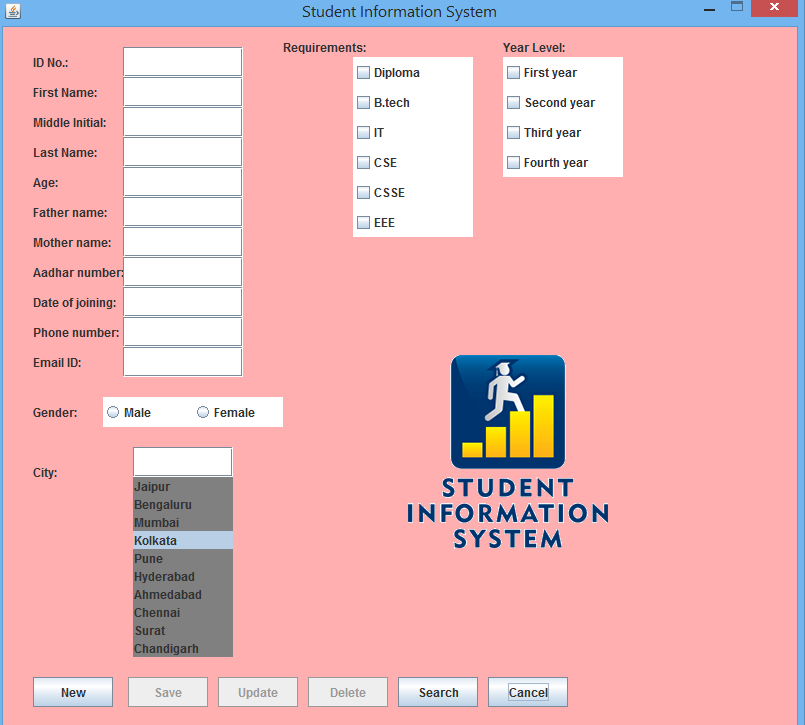 Student Information System
Requirements:
Year Level:
ID No.:
First Name:
Middle Initial:
Last Name:
Age:
Father name:
Mother name:
Aadhar number:
Date of joining:
Phone number:
Email ID:
Diploma
B.tech
IT
CSE
CSSE
EEE
First year
Second year
Third year
Fourth year
Gender:
Male
Female
City:
Jaipur
Bengaluru
Mumbai
Kolkata
Pune
Hyderabad
Ahmedabad
Chennai
Surat
Chandigarh
STUDENT
INFORMATION
SYSTEM
New
Save
Update
Delete
Search
Cancel